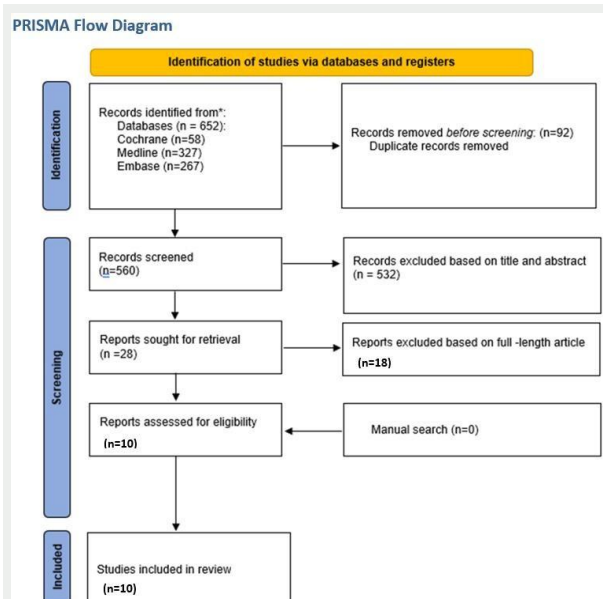 PRISMA Flow Diagram
Identification of studies via databases and registers
Identification
Records identified from*:
Databases (n = 652):
Cochrane (n=58)
Medline (n=327)
Embase (n=267)
Records removed before screening: (n=92)
Duplicate records removed
Screening
Records screened
(n=560)
Records excluded based on title and abstract
(n = 532)
Reports sought for retrieval
(n =28)
Reports excluded based on full -length article
(n=18)
Reports assessed for eligibility
(n=10)
Manual search (n=0)
Included
Studies included in review
(n=10)